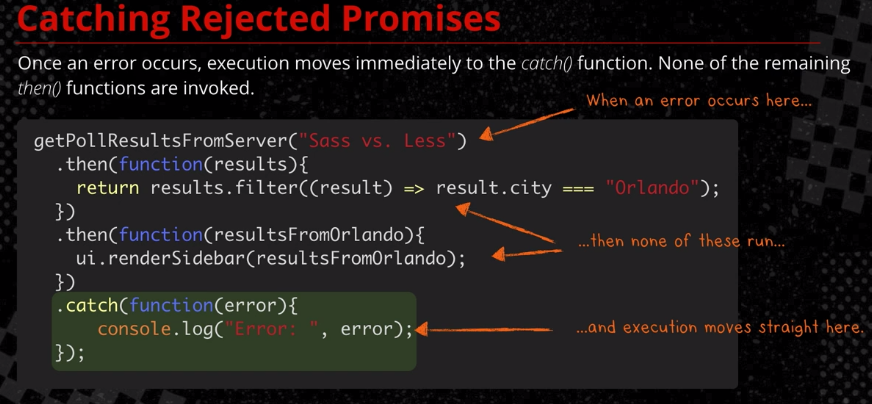 Catching Rejected Promises
Once an error occurs, execution moves immediately to the catch() function. None of the remaining
then() functions are invoked.
When an error occurs here...
getPollResultsFromServer("Sass vs. Less")
.then(function(results){
return results.filter((result) => result.city === "Orlando");
})
.then(function(resultsFromOrlando){
...then none of these run...
ui.renderSidebar(resultsFromOrlando);
})
.catch(function(error){
console.log("Error: ", error);
...and execution moves straight here.
});